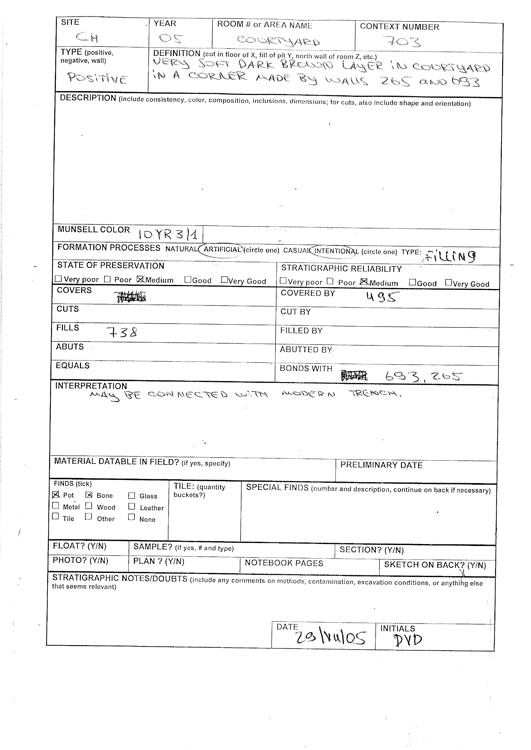 SITE YEAR ROOM # or AREA NAME CONTEXT NUMBER
CH 05 COURTYARD 703
TYPE (positive, negative, wall)
POSITIVE
DEFINITION (cut in floor of X, fill of pit Y, north wall of room Z, etc.)
VERY SOFT DARK BROWN LAYER IN COURTYARD
IN A CORNER MADE BY WALLS 265 AND 693
DESCRIPTION (include consistency, color, composition, inclusions, dimensions; for cuts, also include shape and orientation)
MUNSELL COLOR 10YR 3/1
FORMATION PROCESSES NATURAL ARTIFICIAL (circle one) CASUAL INTENTIONAL (circle one) TYPE: FILLING
STATE OF PRESERVATION STRATIGRAPHIC RELIABILITY
☐Very poor ☐ Poor ☒Medium ☐Good ☐Very Good ☐Very poor ☐ Poor ☒Medium ☐Good ☐Very Good
COVERS COVERED BY 495
CUTS CUT BY
FILLS 738 FILLED BY
ABUTS ABUTTED BY
EQUALS BONDS WITH 693, 265
INTERPRETATION
MAY BE CONNECTED WITH MODERN TRENCH.
MATERIAL DATABLE IN FIELD? (if yes, specify) PRELIMINARY DATE
FINDS (tick)
☒ Pot ☒ Bone ☐ Glass
☐ Metal ☐ Wood ☐ Leather
☐ Tile ☐ Other ☐ None
TILE: (quantity buckets?)
SPECIAL FINDS (number and description, continue on back if necessary)
FLOAT? (Y/N) SAMPLE? (if yes, # and type) SECTION? (Y/N)
PHOTO? (Y/N) PLAN ? (Y/N) NOTEBOOK PAGES SKETCH ON BACK? (Y/N)
STRATIGRAPHIC NOTES/DOUBTS (include any comments on methods, contamination, excavation conditions, or anything else
that seems relevant)
DATE INITIALS
29/VII/05 DVD